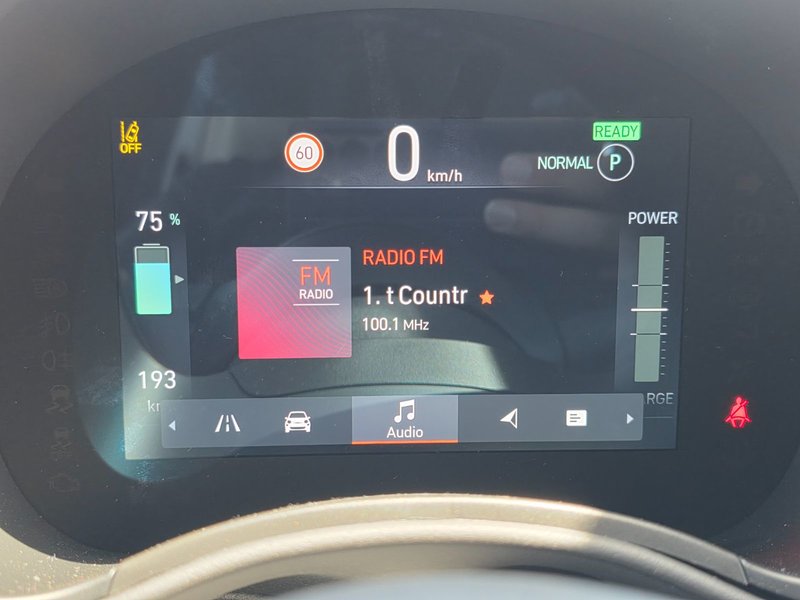 OFF
60
0 km/h
READY
NORMAL P
75 %
POWER
RADIO FM
FM
RADIO
1. t Countr
100.1 MHz
193
Audio